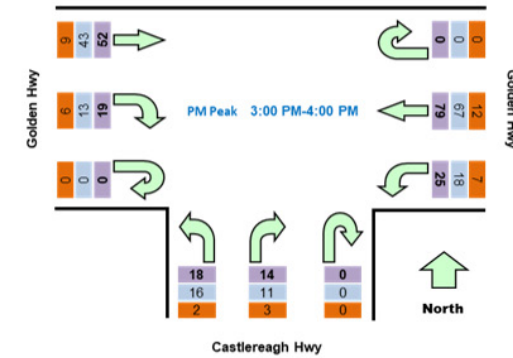 9 43 52
0 0 0
Golden Hwy
6 13 19
PM Peak 3:00 PM-4:00 PM
79 67 12
Golden Hwy
0 0 0
25 18 7
18 14 0
16 11 0
2 3 0
North
Castlereagh Hwy